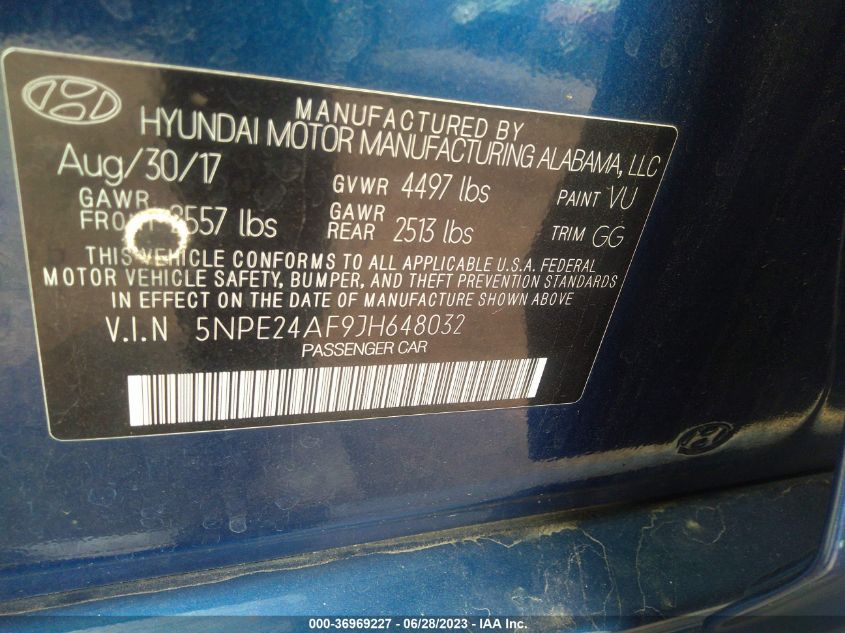 MANUFACTURED BY
HYUNDAI MOTOR MANUFACTURING ALABAMA, LLC
Aug/30/17 GVWR 4497 lbs PAINT VU
GAWR FRONT 2557 lbs GAWR REAR 2513 lbs TRIM GG
THIS VEHICLE CONFORMS TO ALL APPLICABLE U.S.A. FEDERAL
MOTOR VEHICLE SAFETY, BUMPER, AND THEFT PREVENTION STANDARDS
IN EFFECT ON THE DATE OF MANUFACTURE SHOWN ABOVE
V.I.N 5NPE24AF9JH648032
PASSENGER CAR
000-36969227 - 06/28/2023 - IAA Inc.